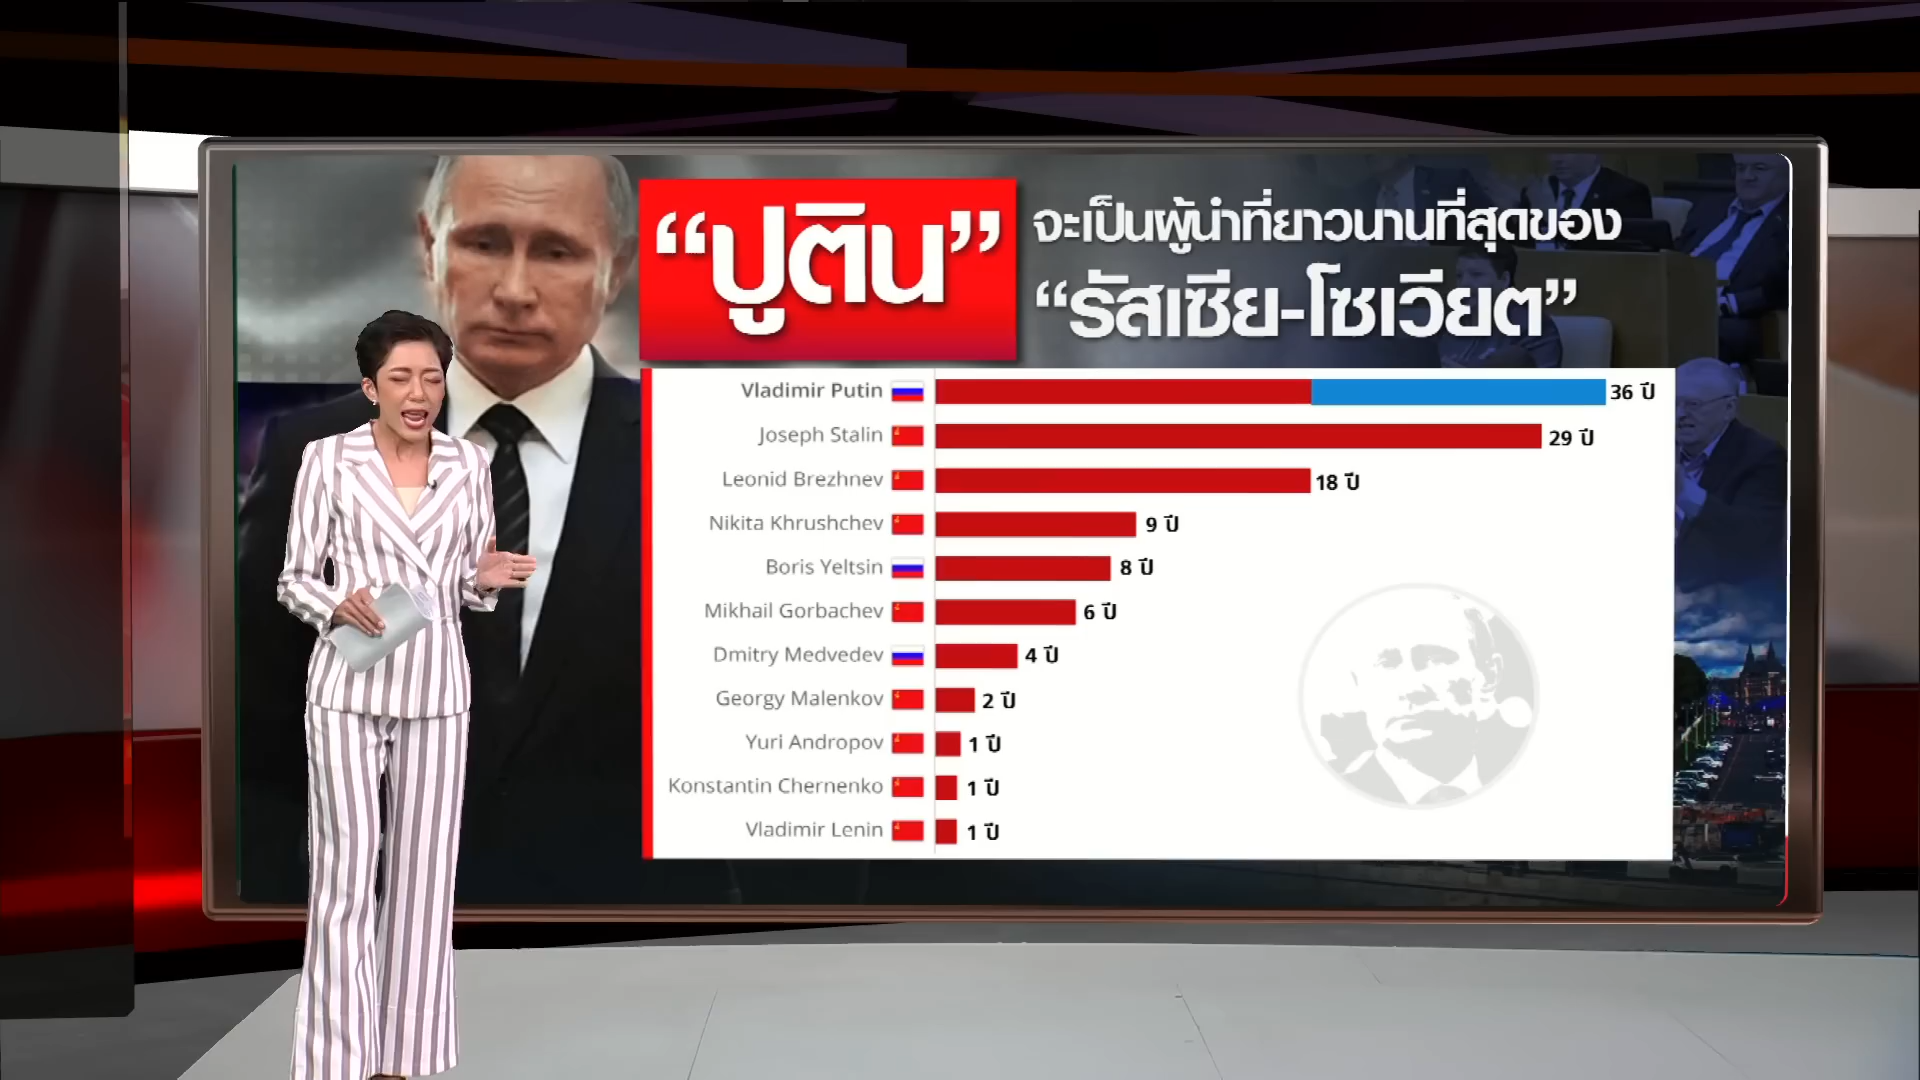 “ปูติน”
จะเป็นผู้นำที่ยาวนานที่สุดของ
“รัสเซีย-โซเวียต”
Vladimir Putin 36 ปี
Joseph Stalin 29 ปี
Leonid Brezhnev 18 ปี
Nikita Khrushchev 9 ปี
Boris Yeltsin 8 ปี
Mikhail Gorbachev 6 ปี
Dmitry Medvedev 4 ปี
Georgy Malenkov 2 ปี
Yuri Andropov 1 ปี
Konstantin Chernenko 1 ปี
Vladimir Lenin 1 ปี